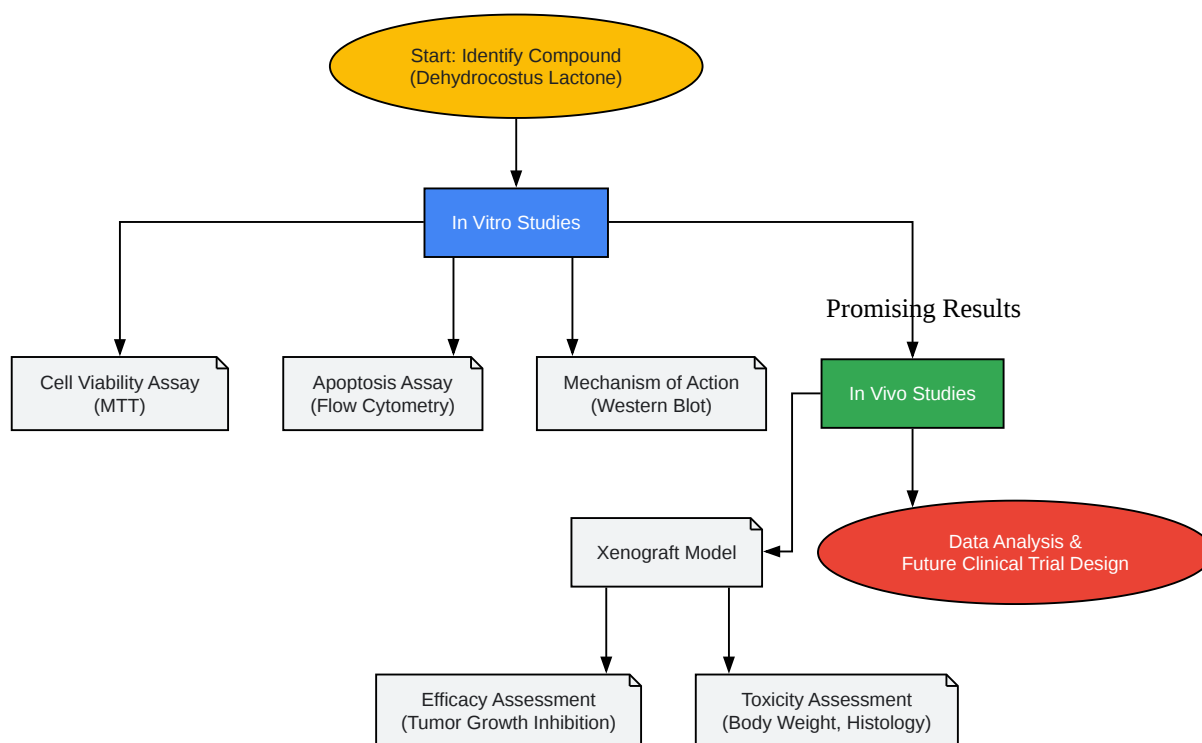 Start: Identify Compound
(Dehydrocostus Lactone)
In Vitro Studies
Promising Results
Cell Viability Assay
(MTT)
Apoptosis Assay
(Flow Cytometry)
Mechanism of Action
(Western Blot)
In Vivo Studies
Xenograft Model
Data Analysis &
Future Clinical Trial Design
Efficacy Assessment
(Tumor Growth Inhibition)
Toxicity Assessment
(Body Weight, Histology)